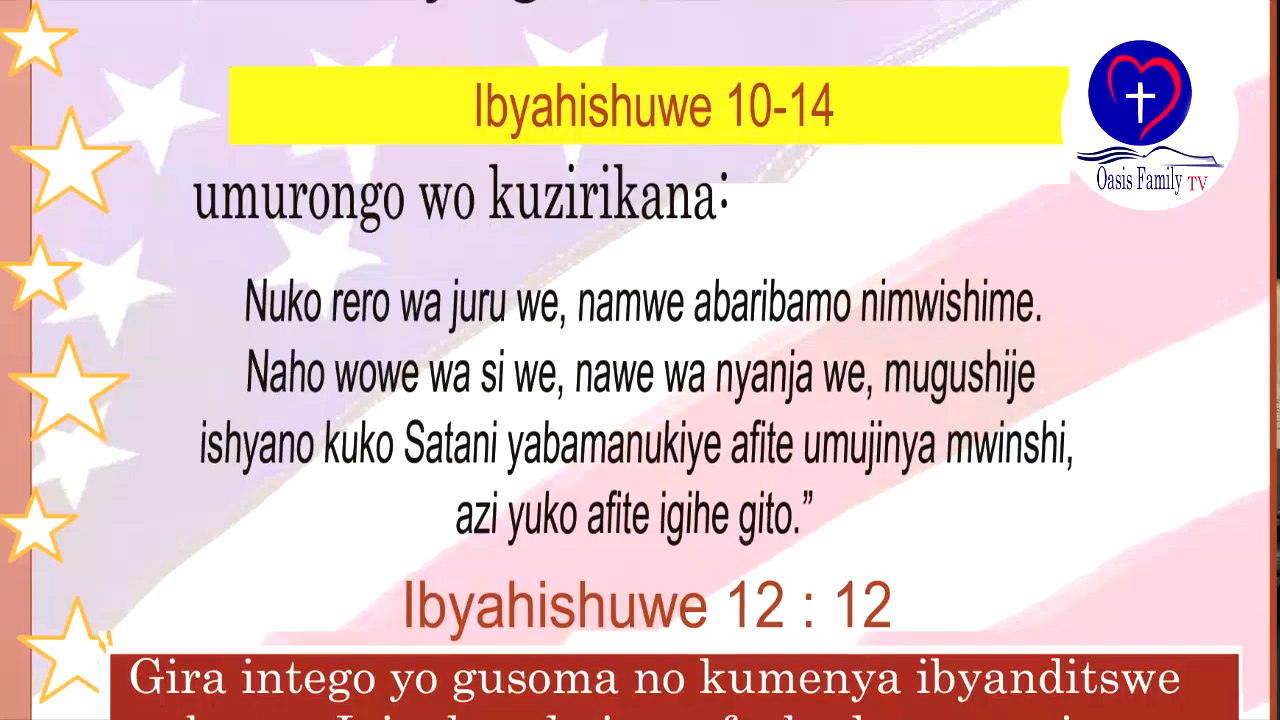 Ibyahishuwe 10-14
Oasis Family TV
umurongo wo kuzirikana:
Nuko rero wa juru we, namwe abaribamo nimwishime.
Naho wowe wa si we, nawe wa nyanja we, mugushije
ishyano kuko Satani yabamanukiye afite umujinya mwinshi,
azi yuko afite igihe gito.”
Ibyahishuwe 12 : 12
Gira intego yo gusoma no kumenya ibyanditswe